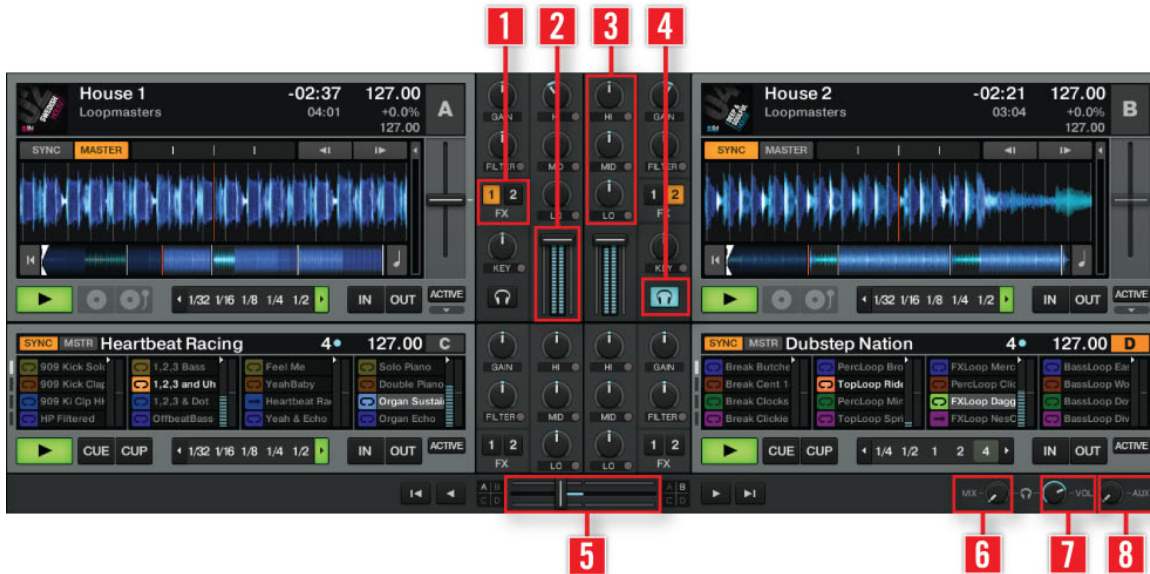 1 2 3 4
House 1 -02:37 127.00 A
Loopmasters 04:01 +0.0%
127.00
SYNC MASTER
GAIN HI HI GAIN
FILTER MID MID FILTER
1 2 LO LO 1 2
FX FX
KEY KEY
House 2 -02:21 127.00 B
Loopmasters 03:04 +0.0%
127.00
SYNC MASTER
1/32 1/16 1/8 1/4 1/2 IN OUT ACTIVE
1/32 1/16 1/8 1/4 1/2 IN OUT ACTIVE
SYNC MSTR Heartbeat Racing 4 127.00 C
909 Kick Solo 1,2,3 Bass Feel Me Solo Piano
909 Kick Clap 1,2,3 and Uh YeahBaby Double Piano
909 Ki Clp 1,2,3 & Dot Heartbeat Ra Organ Sustai
HP Filtered OffbeatBass Yeah & Echo Organ Echo
CUE CUP 1/32 1/16 1/8 1/4 1/2 IN OUT ACTIVE
GAIN HI HI GAIN
FILTER MID MID FILTER
1 2 LO LO 1 2
FX FX
SYNC MSTR Dubstep Nation 4 127.00 D
Break Butche PercLoop Bro FXLoop Merc BassLoop Eas
Break Cent 1- TopLoop Ride PercLoop Clic BassLoop Wo
Break Clocks PercLoop Min FXLoop Dagg BassLoop Dov
Break Clickie TopLoop Spri FXLoop NesC BassLoop Div
CUE CUP 1/4 1/2 1 2 4 IN OUT ACTIVE
A B A B
C D C D
MIX VOL AUX
5 6 7 8